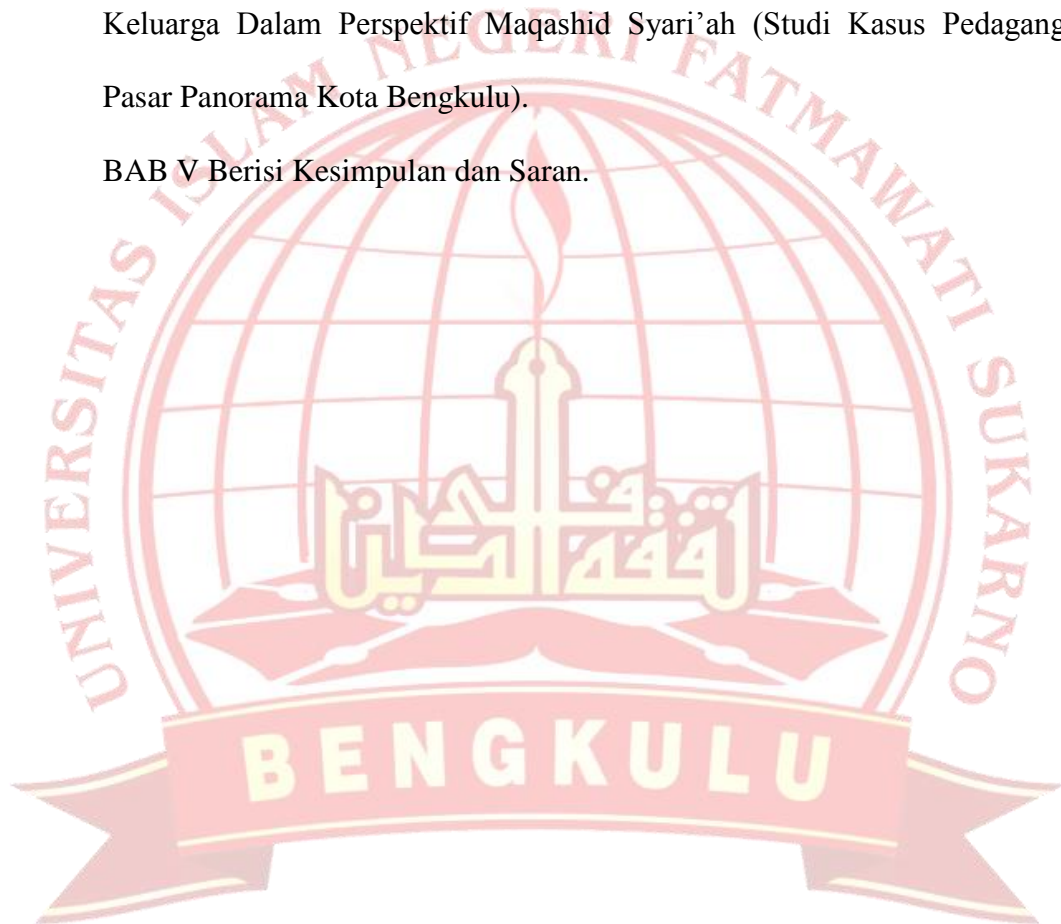 Keluarga Dalam Perspektif Maqashid Syari’ah (Studi Kasus Pedagang
Pasar Panorama Kota Bengkulu).
BAB V Berisi Kesimpulan dan Saran.
UNIVERSITAS ISLAM NEGERI FATMAWATI SUKARNO
BENGKULU